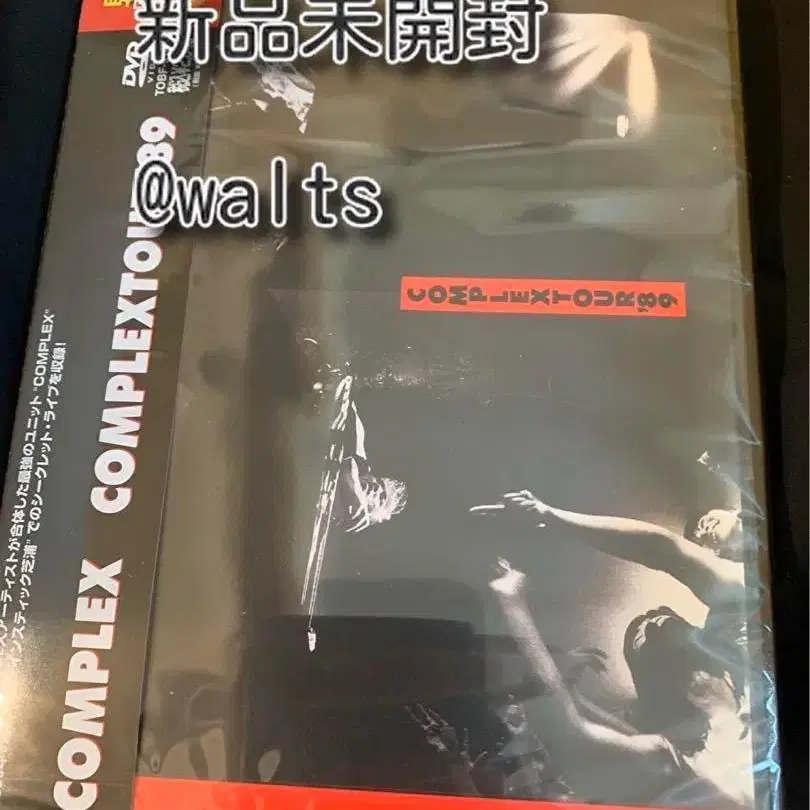 新品未開封
@walts
DVD
VIDEO
COMPLEXTOUR'89
COMPLEX COMPLEXTOUR'89
ズアーティストが合体した最強のユニット"COMPLEX"
インスティック芝浦"でのシークレット・ライブを収録!